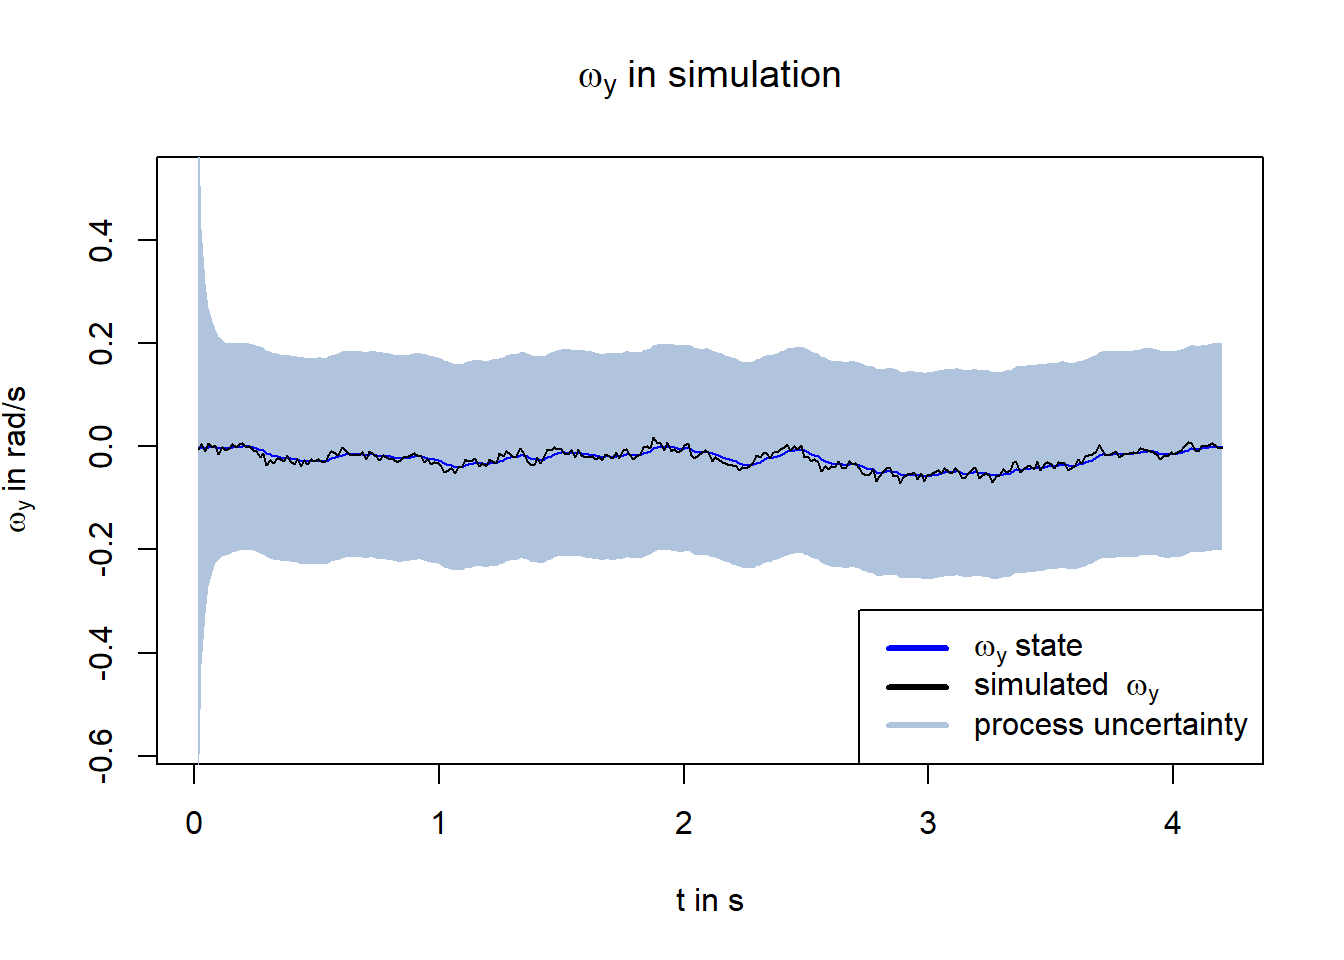 ωy in simulation
ωy in rad/s
0.4
0.2
0.0
-0.2
-0.4
-0.6
ωy state
simulated ωy
process uncertainty
0 1 2 3 4
t in s